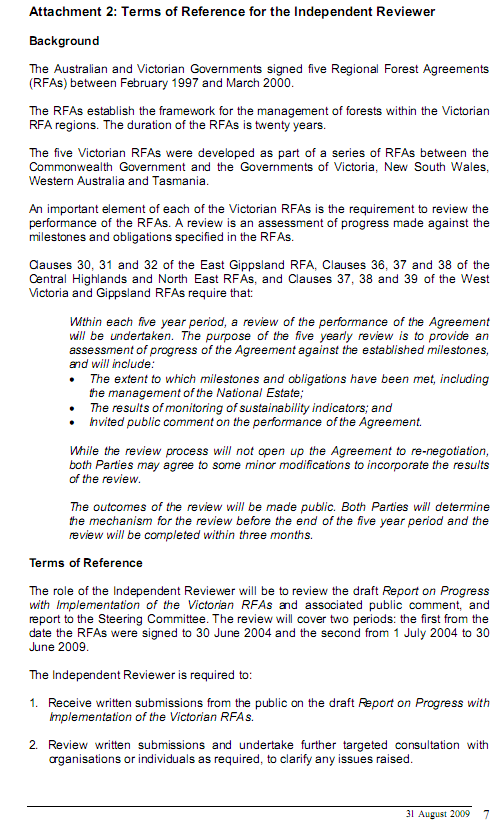 Attachment 2: Terms of Reference for the Independent Reviewer
Background
The Australian and Victorian Governments signed five Regional Forest Agreements
(RFAs) between February 1997 and March 2000.
The RFAs establish the framework for the management of forests within the Victorian
RFA regions. The duration of the RFAs is twenty years.
The five Victorian RFAs were developed as part of a series of RFAs between the
Commonwealth Government and the Governments of Victoria, New South Wales,
Western Australia and Tasmania.
An important element of each of the Victorian RFAs is the requirement to review the
performance of the RFAs. A review is an assessment of progress made against the
milestones and obligations specified in the RFAs.
Clauses 30, 31 and 32 of the East Gippsland RFA, Clauses 36, 37 and 38 of the
Central Highlands and North East RFAs, and Clauses 37, 38 and 39 of the West
Victoria and Gippsland RFAs require that:
Within each five year period, a review of the performance of the Agreement
will be undertaken. The purpose of the five yearly review is to provide an
assessment of progress of the Agreement against the established milestones,
and will include:
• The extent to which milestones and obligations have been met, including
the management of the National Estate;
• The results of monitoring of sustainability indicators; and
• Invited public comment on the performance of the Agreement.
While the review process will not open up the Agreement to re-negotiation,
both Parties may agree to some minor modifications to incorporate the results
of the review.
The outcomes of the review will be made public. Both Parties will determine
the mechanism for the review before the end of the five year period and the
review will be completed within three months.
Terms of Reference
The role of the Independent Reviewer will be to review the draft Report on Progress
with Implementation of the Victorian RFAs and associated public comment, and
report to the Steering Committee. The review will cover two periods: the first from the
date the RFAs were signed to 30 June 2004 and the second from 1 July 2004 to 30
June 2009.
The Independent Reviewer is required to:
1. Receive written submissions from the public on the draft Report on Progress with
Implementation of the Victorian RFAs.
2. Review written submissions and undertake further targeted consultation with
organisations or individuals as required, to clarify any issues raised.
31 August 2009 7